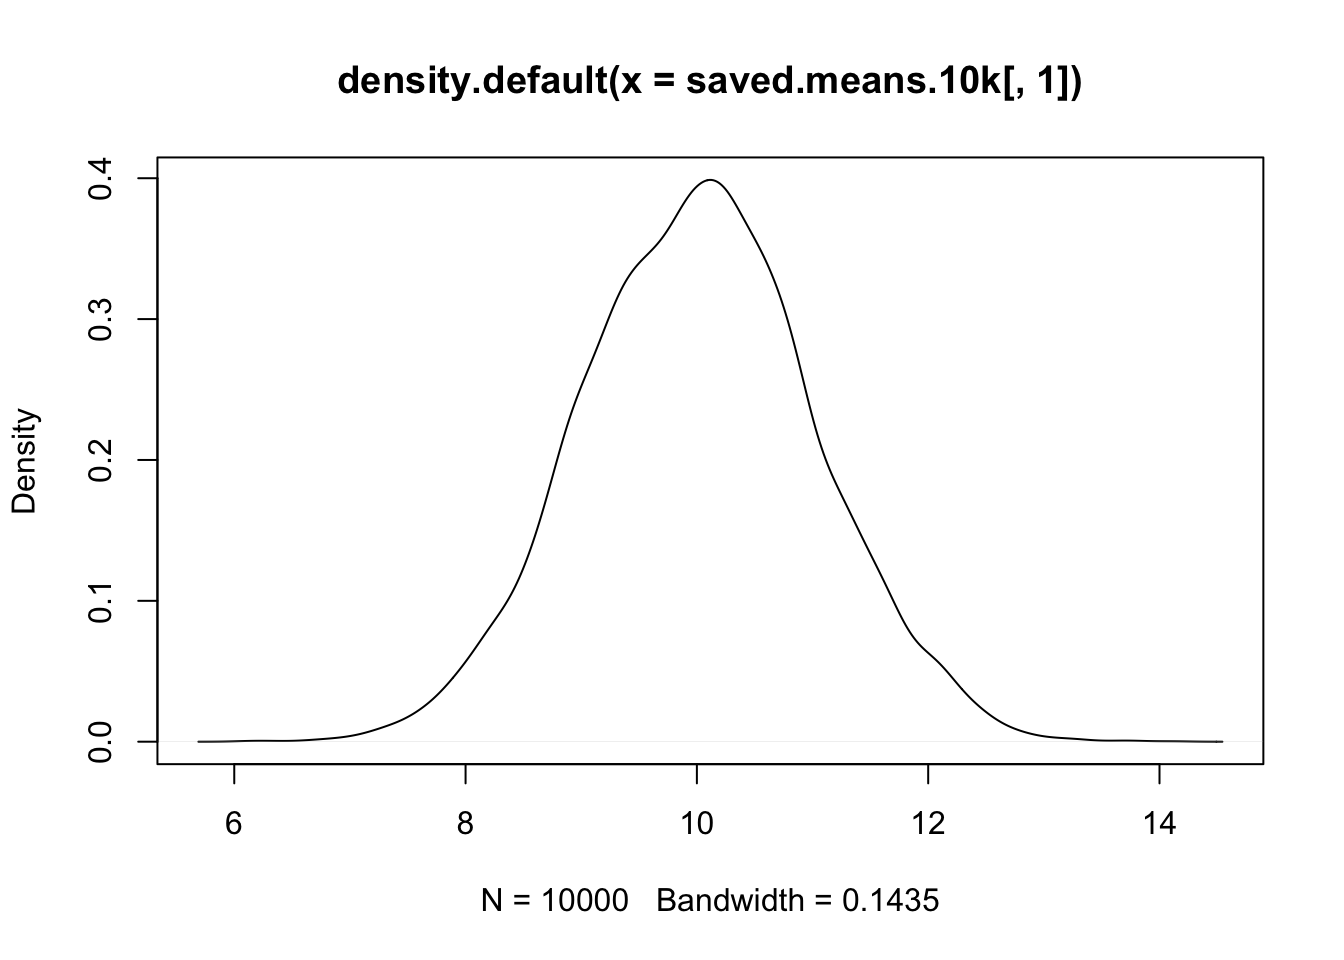 density.default(x = saved.means.10k[, 1])
Density
0.4
0.3
0.2
0.1
0.0
6 8 10 12 14
N = 10000   Bandwidth = 0.1435